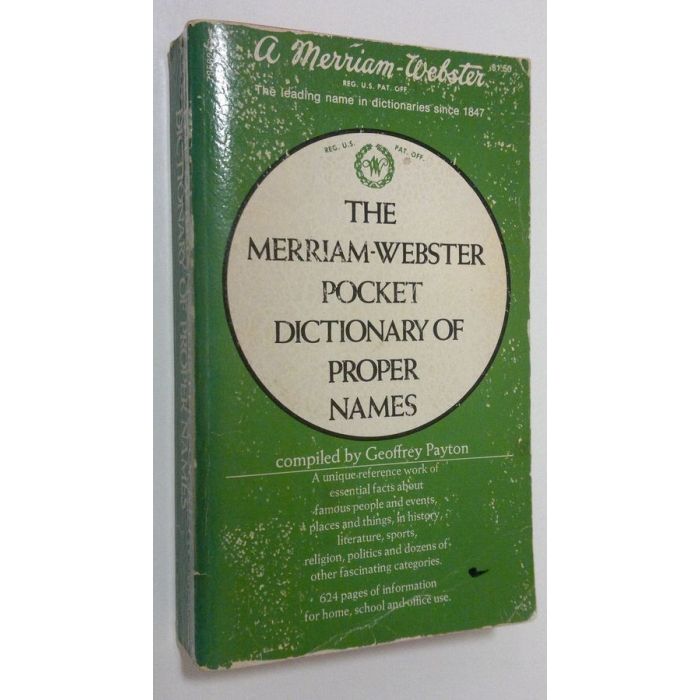 A Merriam-Webster
$1.50
REG. U.S. PAT. OFF.
The leading name in dictionaries since 1847
REG. U.S. PAT. OFF.
W
THE
MERRIAM-WEBSTER
POCKET
DICTIONARY OF
PROPER
NAMES
compiled by Geoffrey Payton
A unique reference work of
essential facts about
famous people and events,
places and things, in history,
literature, sports,
religion, politics and dozens of
other fascinating categories.
624 pages of information
for home, school and office use.
DICTIONARY OF PROPER NAMES